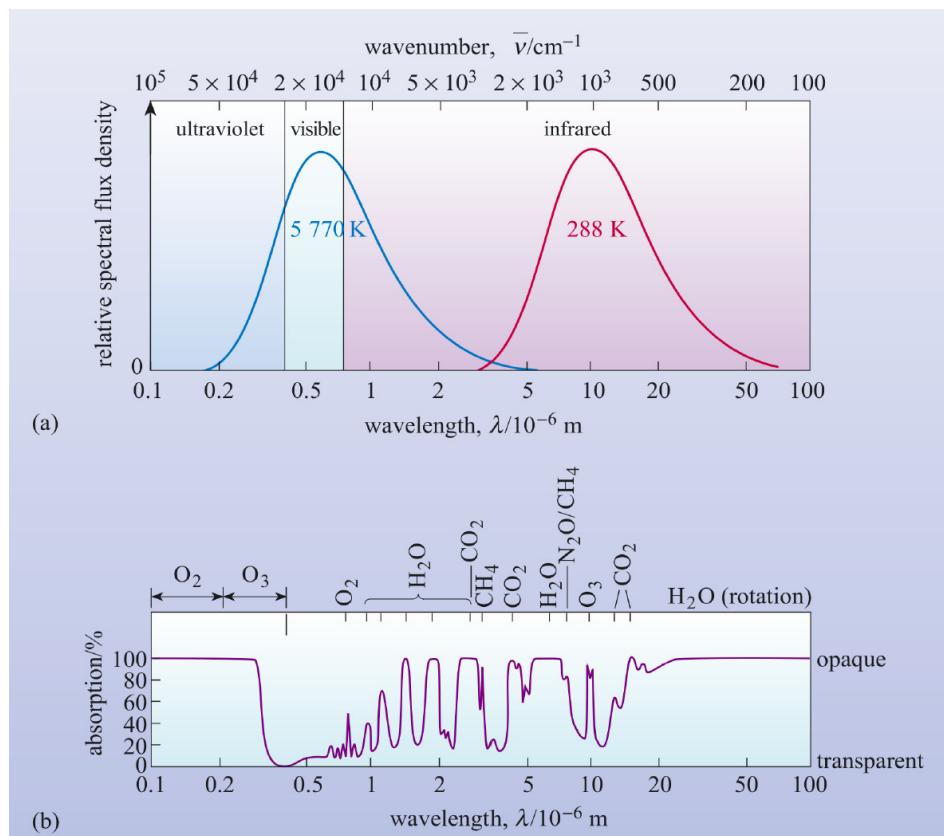 wavenumber, ν̅/cm⁻¹
10⁵ 5 × 10⁴ 2 × 10⁴ 10⁴ 5 × 10³ 2 × 10³ 10³ 500 200 100
ultraviolet visible infrared
relative spectral flux density
5 770 K 288 K
0
0.1 0.2 0.5 1 2 5 10 20 50 100
wavelength, λ/10⁻⁶ m
(a)
O₂ O₃ O₂ H₂O CO₂ CH₄ CO₂ H₂O N₂O/CH₄ O₃ CO₂ H₂O (rotation)
absorption/%
100 opaque
80
60
40
20
0 transparent
0.1 0.2 0.5 1 2 5 10 20 50 100
wavelength, λ/10⁻⁶ m
(b)